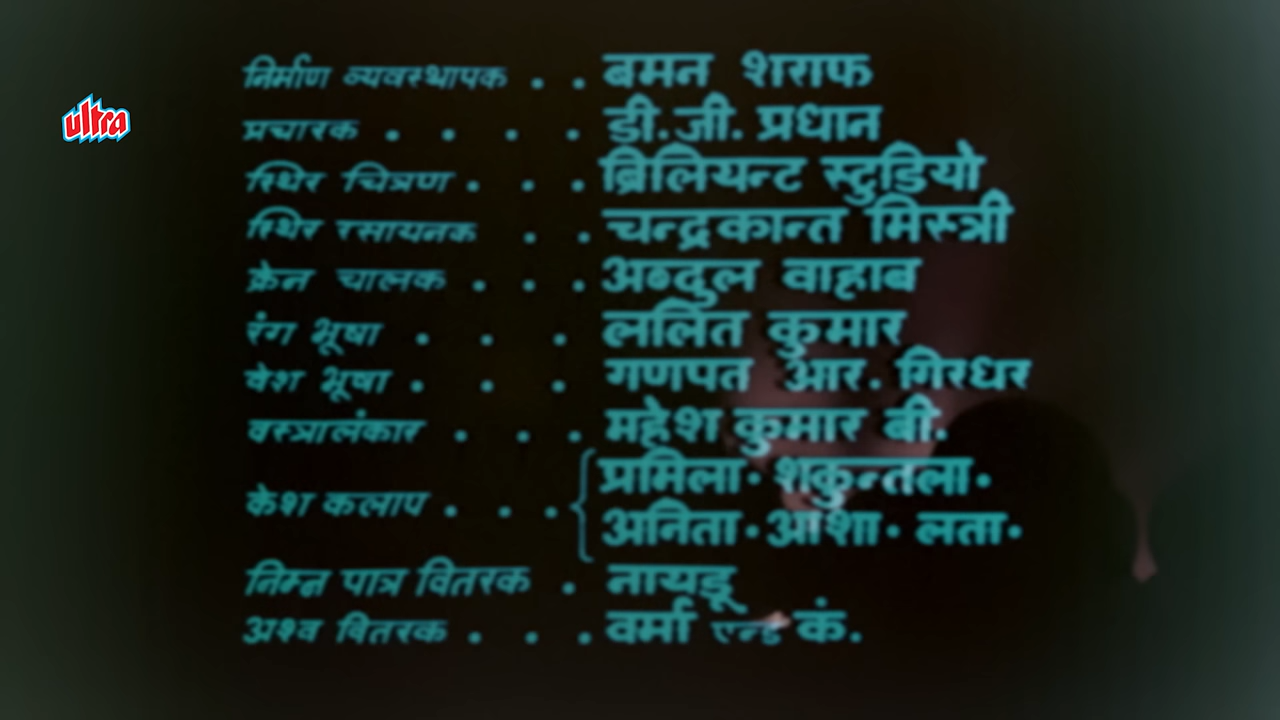 ultra
निर्माण व्यवस्थापक . . बमन शराफ
प्रचारक . . . . डी.जी. प्रधान
स्थिर चित्रण . . . ब्रिलियन्ट स्टुडियो
स्थिर रसायनक . . चन्द्रकान्त मिस्त्री
क्रेन चालक . . . अब्दुल वाहाब
रंग भूषा . . . ललित कुमार
वेश भूषा . . . गणपत आर. गिरधर
वस्त्रालंकार . . . महेश कुमार बी.
केश कलाप . . . { प्रमिला. शकुन्तला.
अनिता. आशा. लता.
निम्न पात्र वितरक . नायडू
अश्व बितरक . . . वर्मा एन्ड कं.